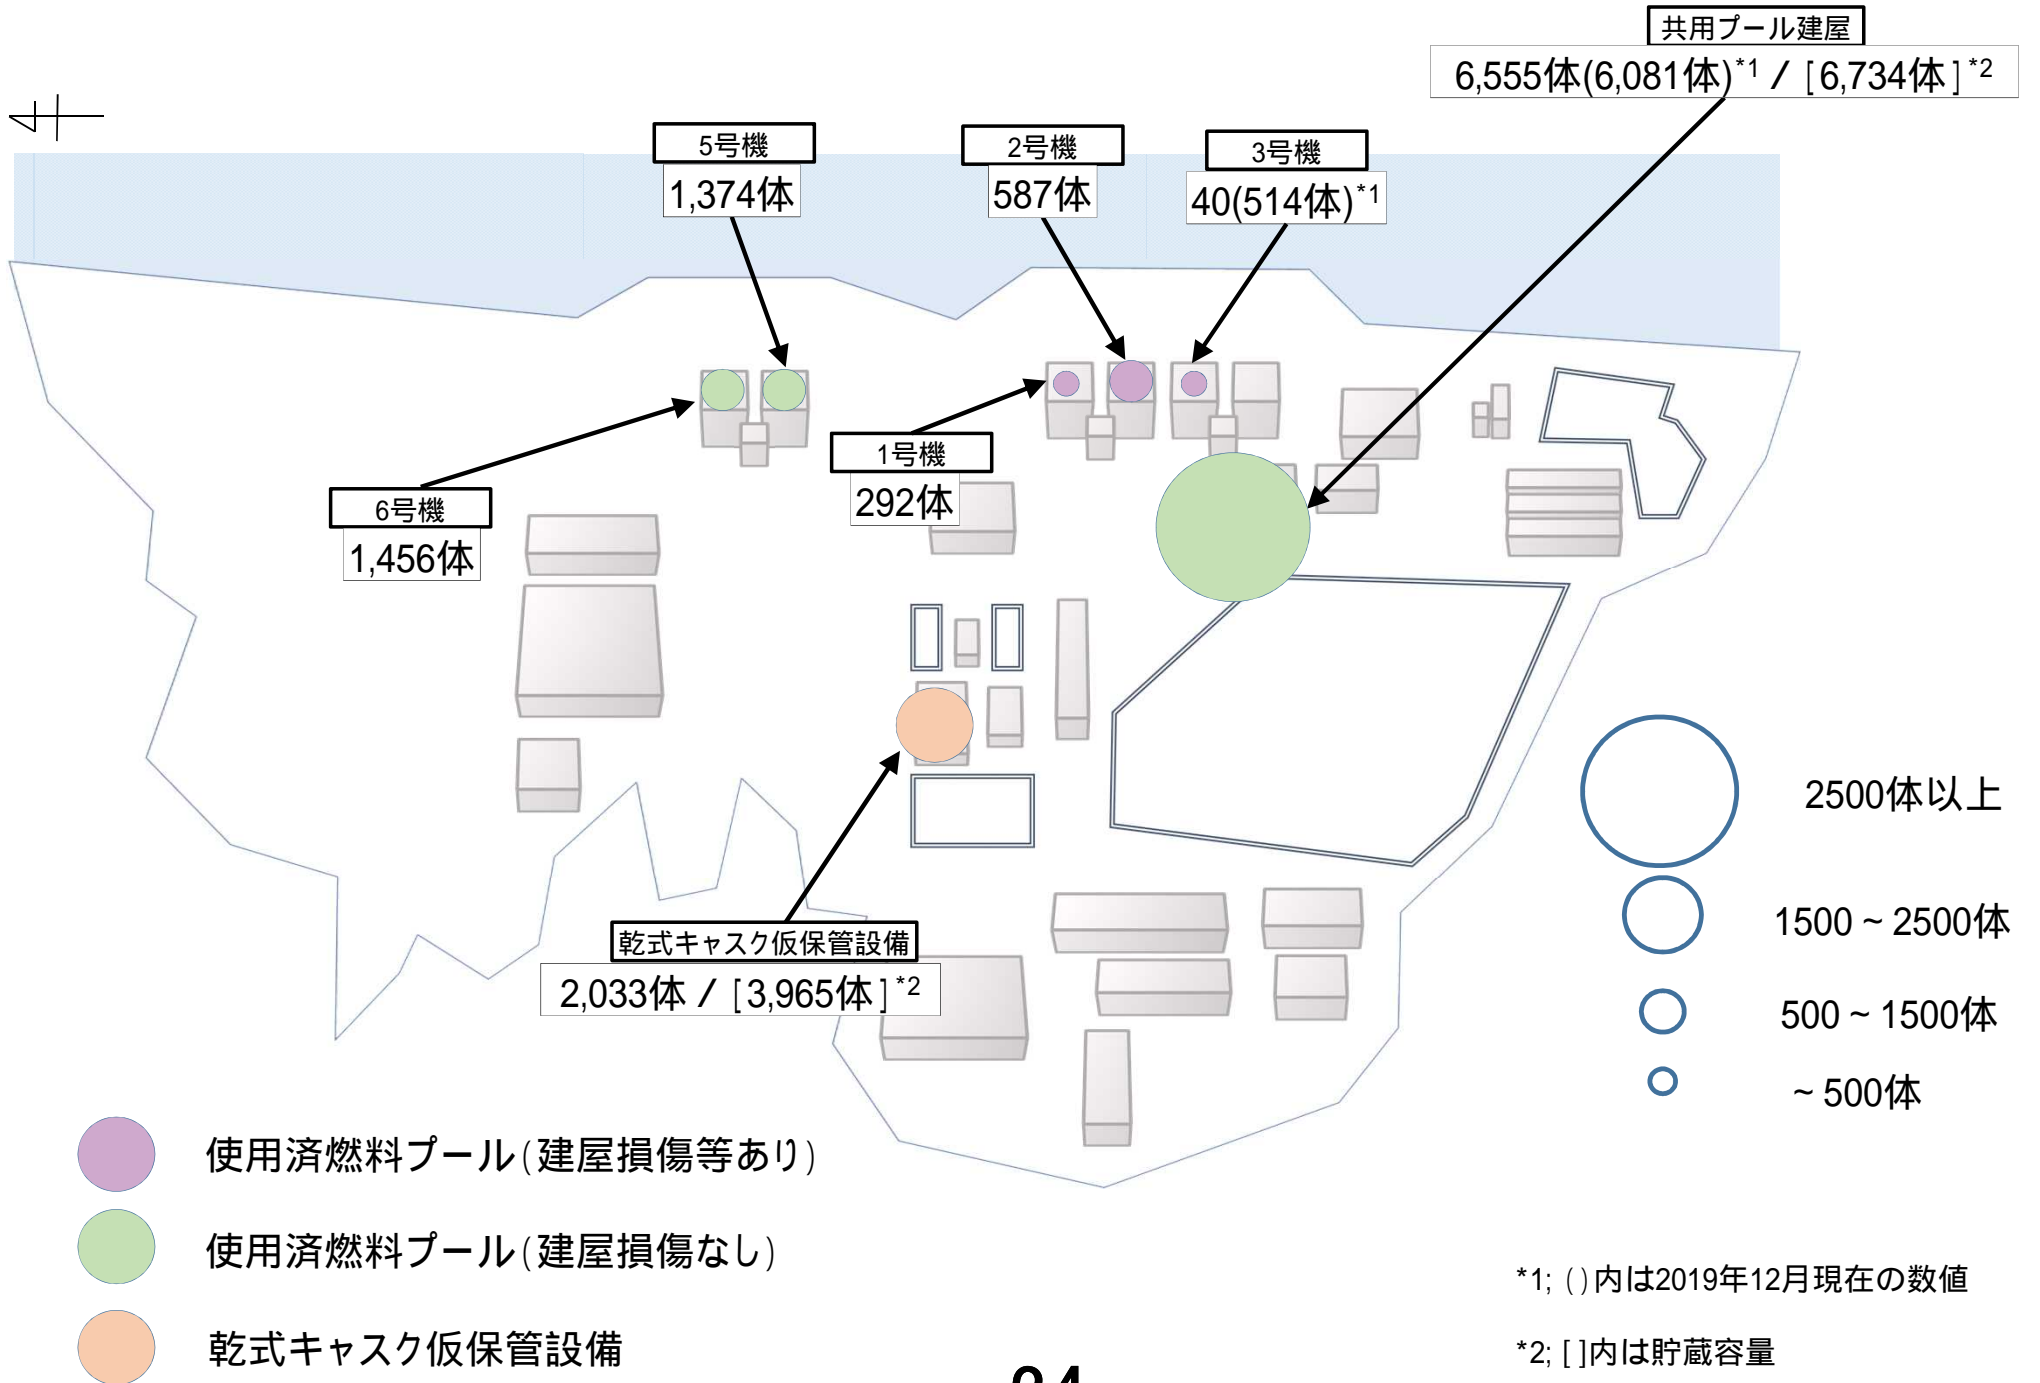 共用プール建屋
6,555体(6,081体)*1 / [6,734体]*2
5号機
1,374体
2号機
587体
3号機
40(514体)*1
1号機
292体
6号機
1,456体
乾式キャスク仮保管設備
2,033体 / [3,965体]*2
2500体以上
1500~2500体
500~1500体
~500体
使用済燃料プール(建屋損傷等あり)
使用済燃料プール(建屋損傷なし)
乾式キャスク仮保管設備
*1; ()内は2019年12月現在の数値
*2; [ ]内は貯蔵容量